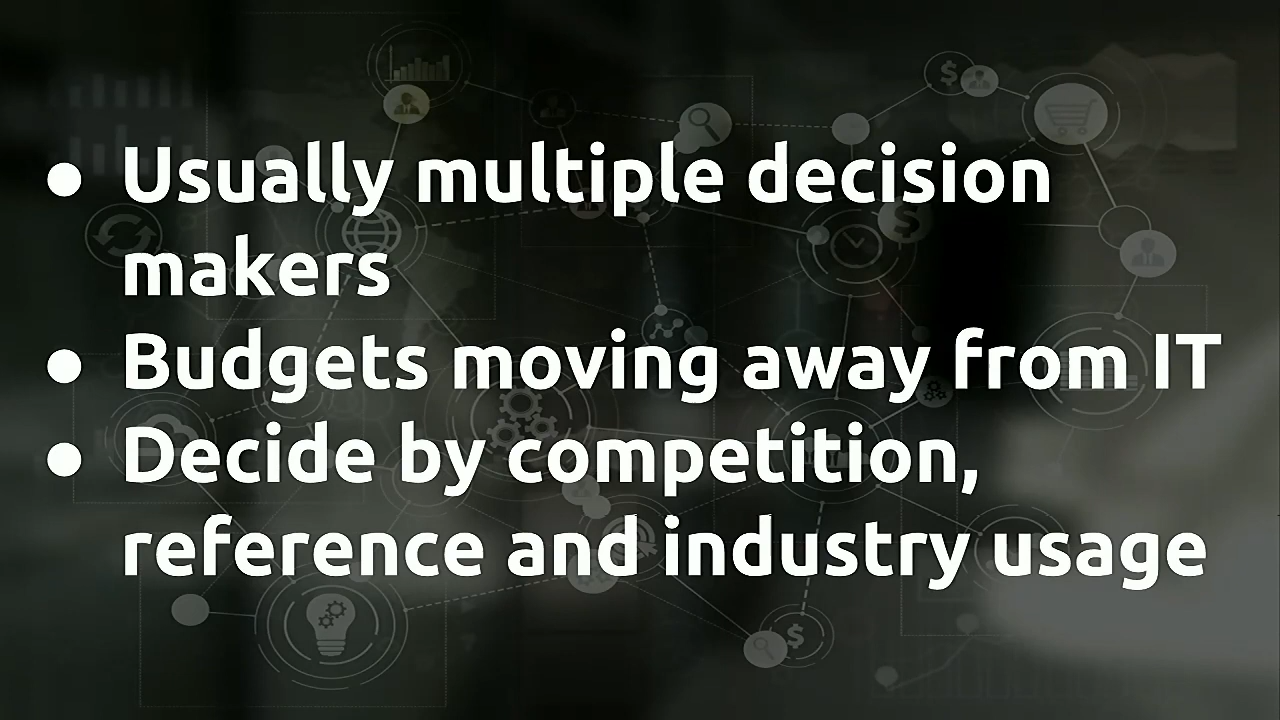 ● Usually multiple decision
makers
● Budgets moving away from IT
● Decide by competition,
reference and industry usage